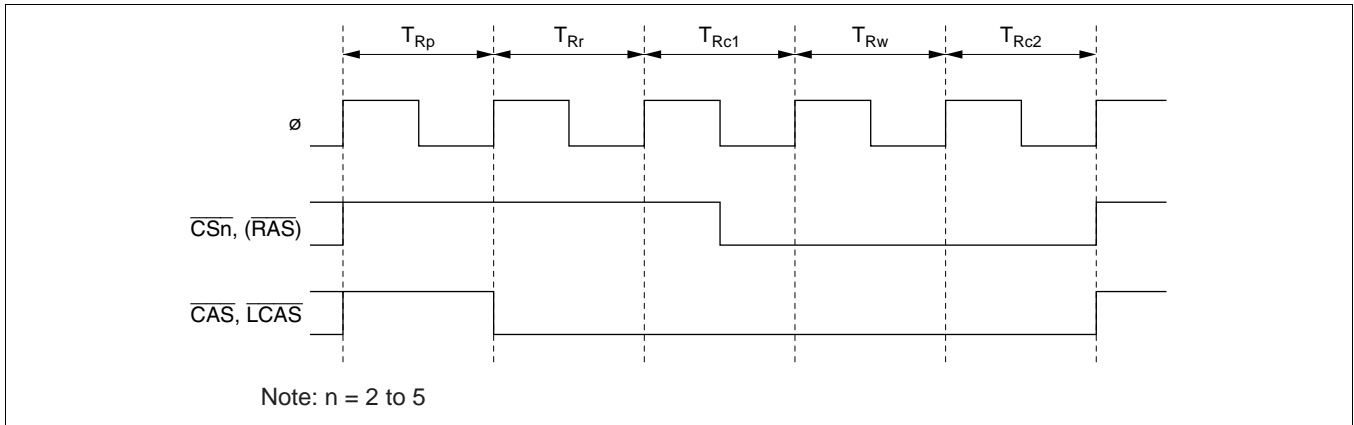 TRp TRr TRc1 TRw TRc2
ø
CSn, (RAS)
CAS, LCAS
Note: n = 2 to 5